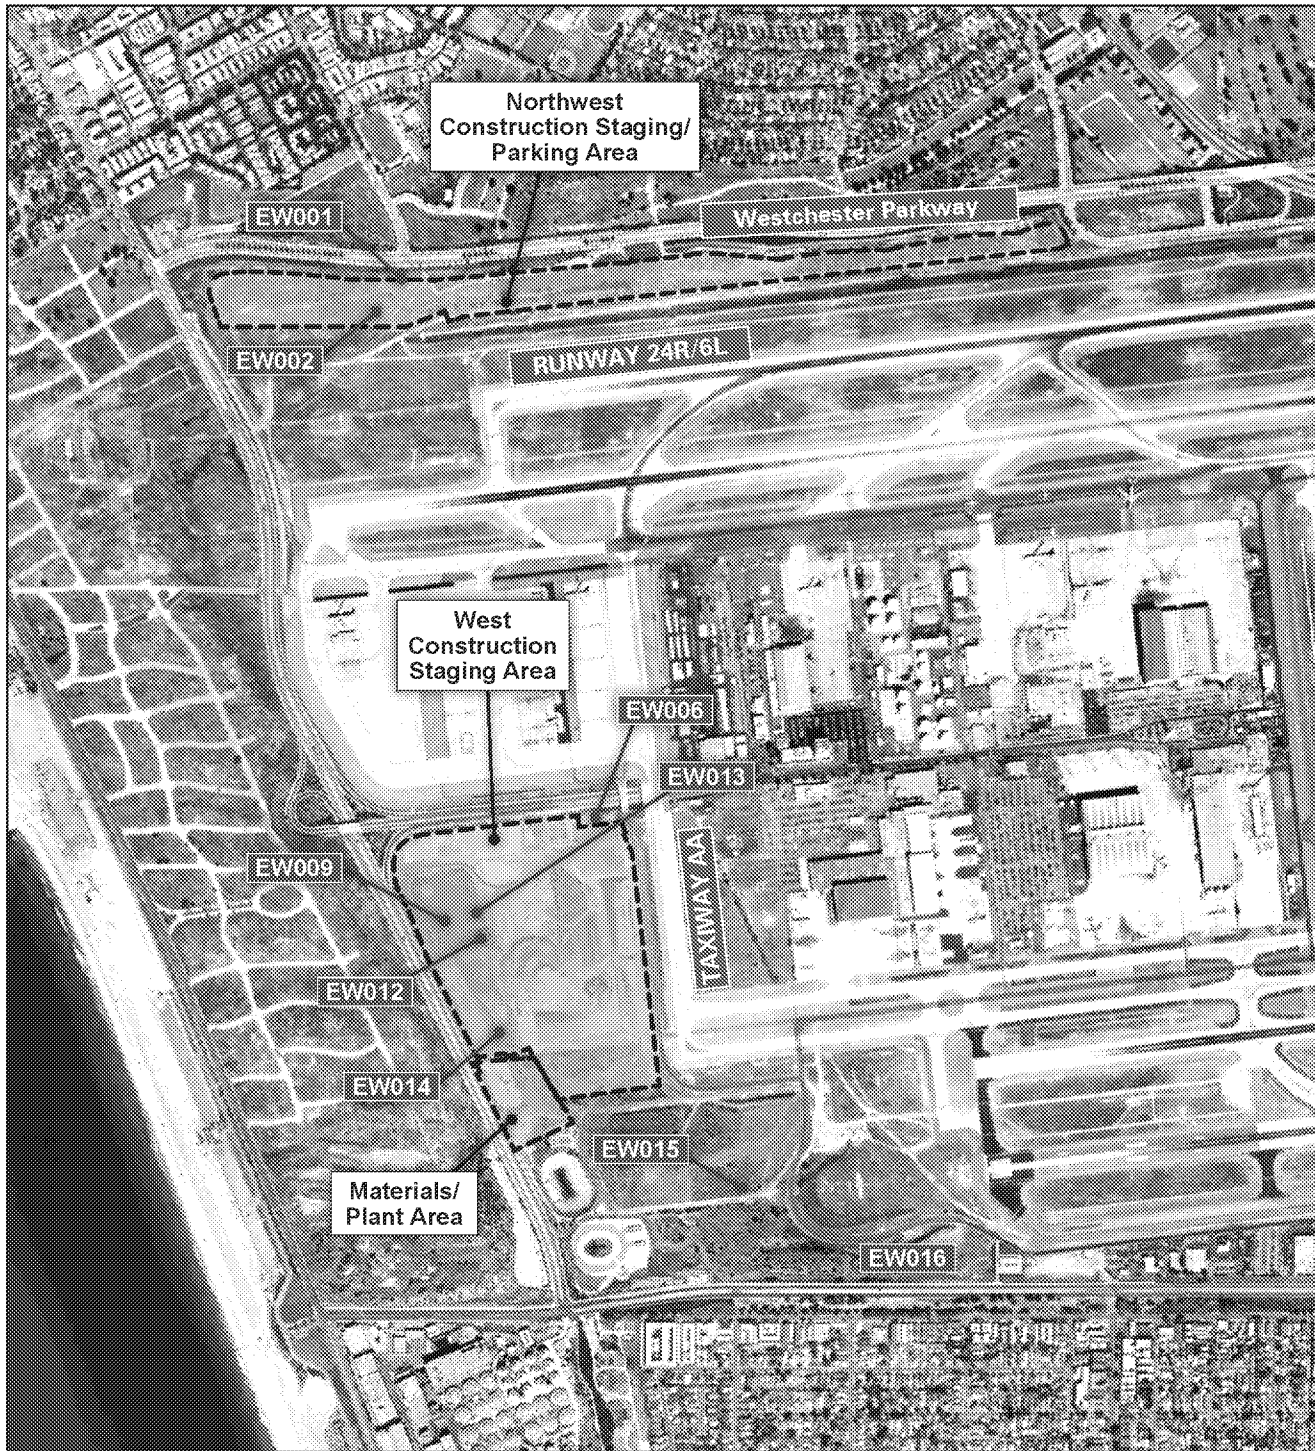 Northwest
Construction Staging/
Parking Area
EW001
Westchester Parkway
EW002
RUNWAY 24R/6L
West
Construction
Staging Area
EW006
EW013
TAXIWAY AA
EW009
EW012
EW014
EW015
Materials/
Plant Area
EW016